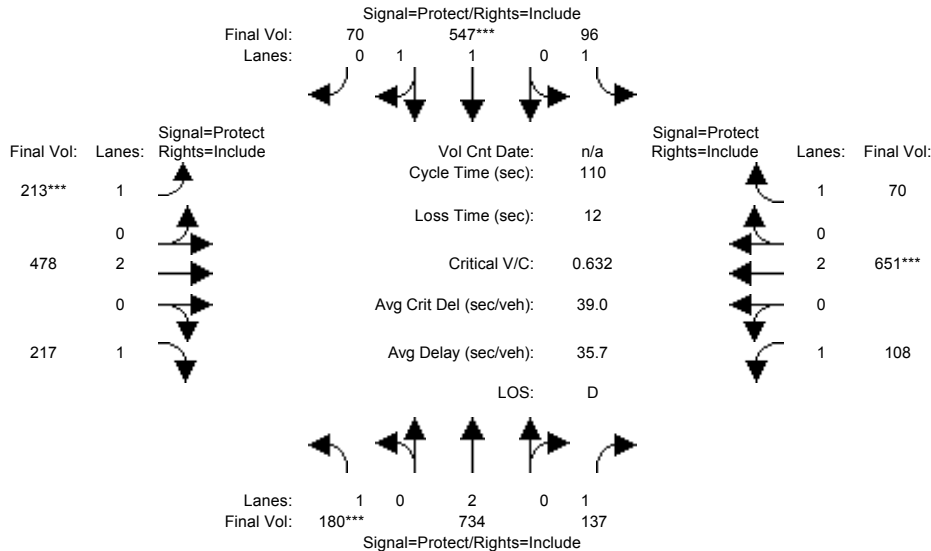 Signal=Protect/Rights=Include
Final Vol: 70 547*** 96
Lanes: 0 1 1 0 1
Signal=Protect Signal=Protect
Final Vol: Lanes: Rights=Include Vol Cnt Date: n/a Rights=Include Lanes: Final Vol:
Cycle Time (sec): 110
213*** 1 1 70
Loss Time (sec): 12
0 0
478 2 Critical V/C: 0.632 2 651***
0 Avg Crit Del (sec/veh): 39.0 0
217 1 Avg Delay (sec/veh): 35.7 1 108
LOS: D
Lanes: 1 0 2 0 1
Final Vol: 180*** 734 137
Signal=Protect/Rights=Include